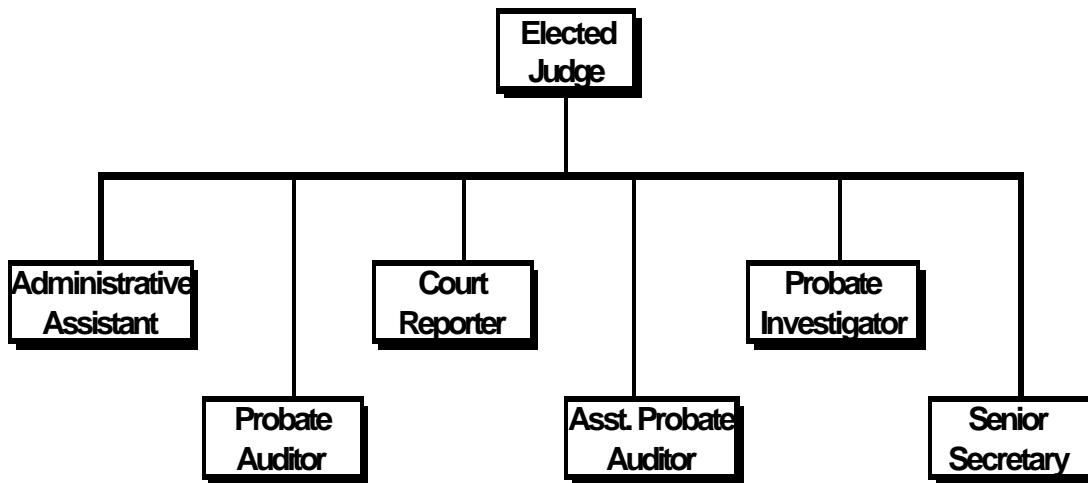 Elected
Judge
Administrative
Assistant
Court
Reporter
Probate
Investigator
Probate
Auditor
Asst. Probate
Auditor
Senior
Secretary